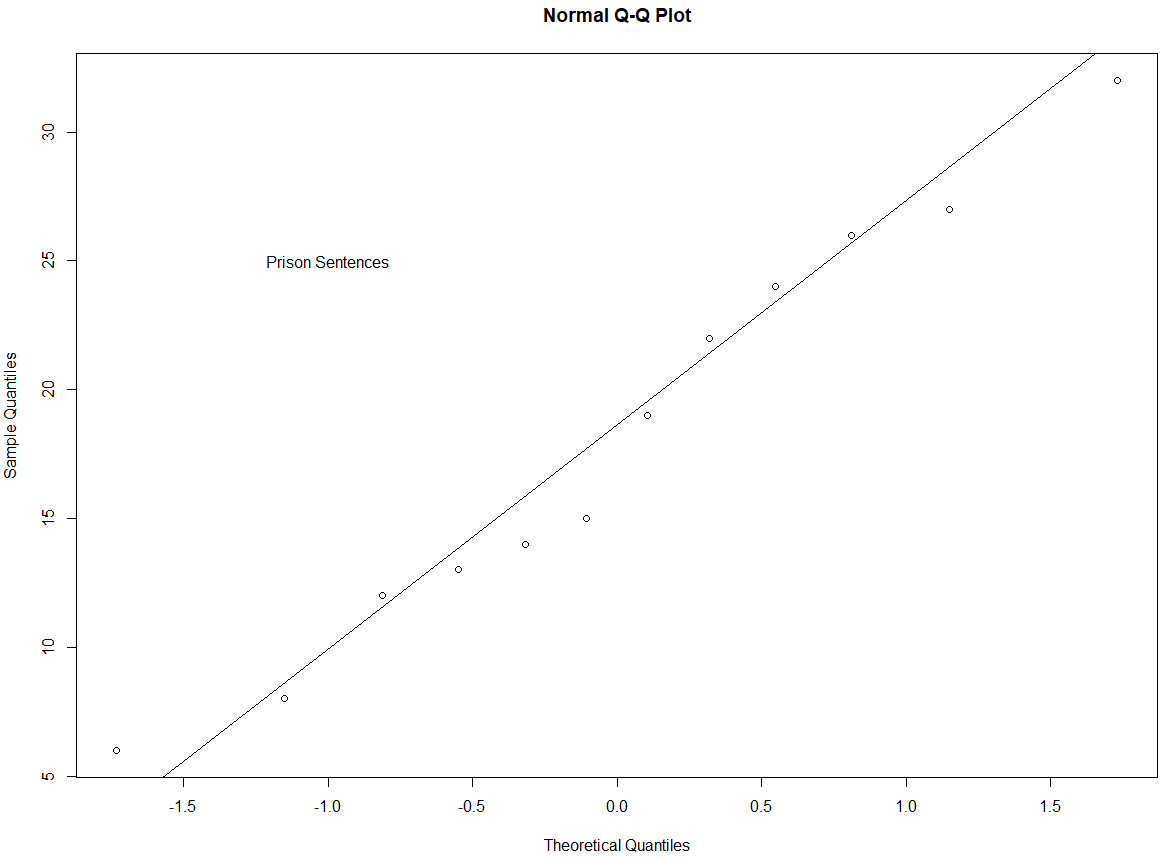 Normal Q-Q Plot
30
25
20
15
10
5
Sample Quantiles
Prison Sentences
-1.5 -1.0 -0.5 0.0 0.5 1.0 1.5
Theoretical Quantiles